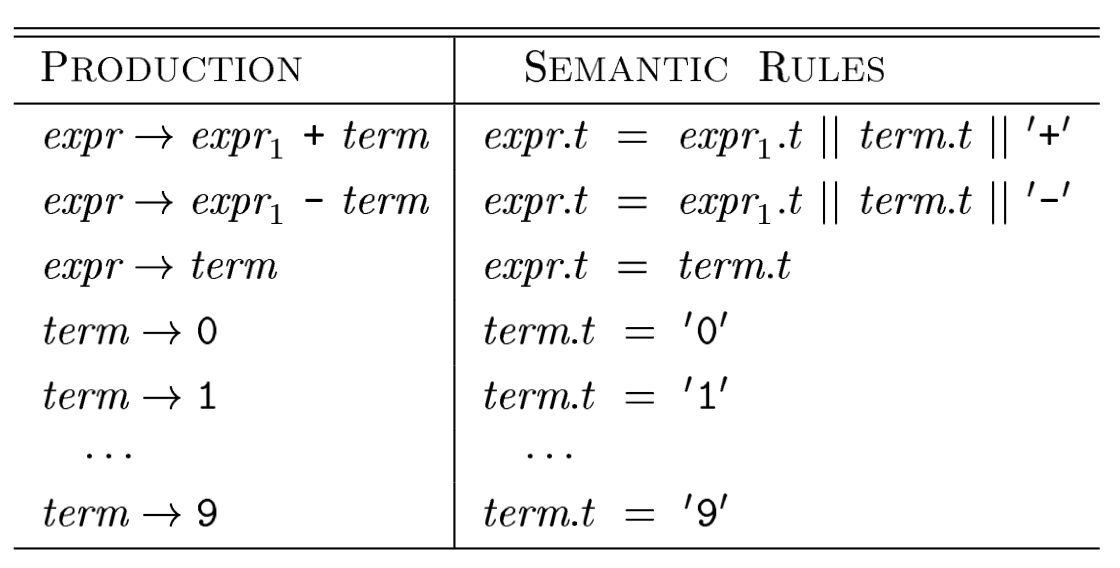 PRODUCTION SEMANTIC RULES
expr → expr₁ + term expr.t = expr₁.t || term.t || '+'
expr → expr₁ - term expr.t = expr₁.t || term.t || '-'
expr → term expr.t = term.t
term → 0 term.t = '0'
term → 1 term.t = '1'
... ...
term → 9 term.t = '9'